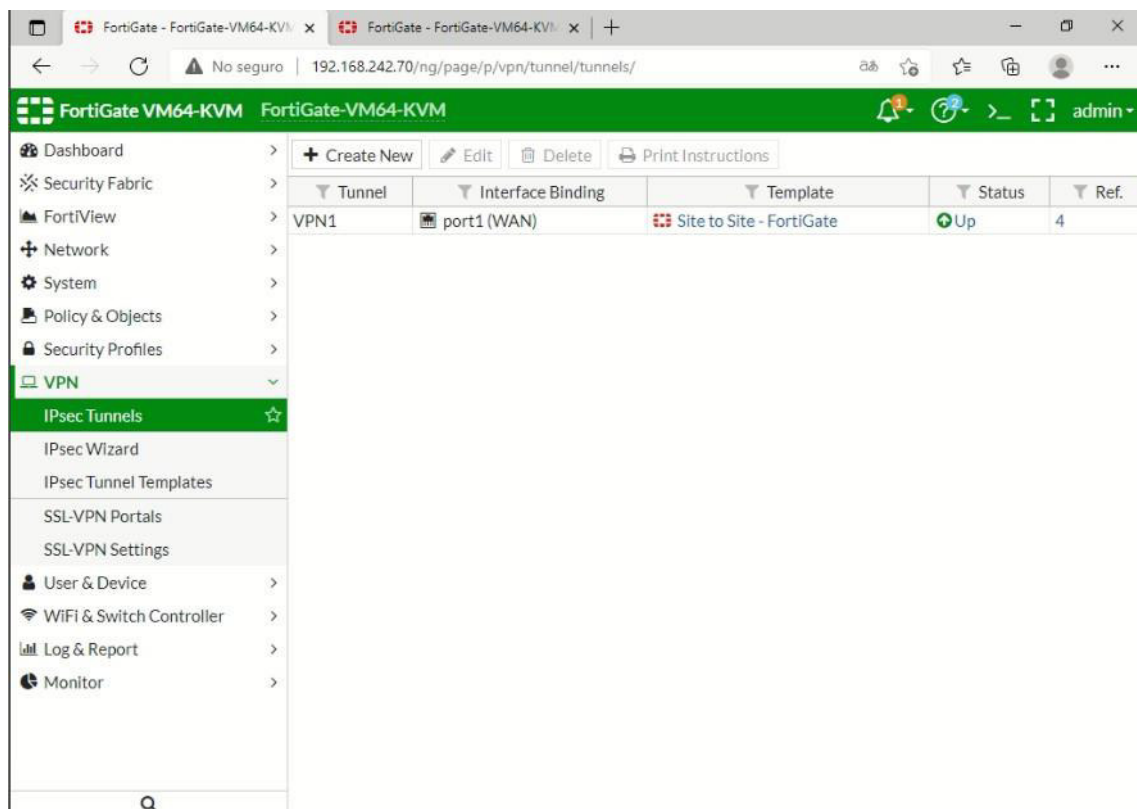 FortiGate - FortiGate-VM64-KV
FortiGate - FortiGate-VM64-KV
No seguro
192.168.242.70/ng/page/p/vpn/tunnel/tunnels/
FortiGate VM64-KVM
FortiGate-VM64-KVM
1
2
admin
Dashboard
Security Fabric
FortiView
Network
System
Policy & Objects
Security Profiles
VPN
IPsec Tunnels
IPsec Wizard
IPsec Tunnel Templates
SSL-VPN Portals
SSL-VPN Settings
User & Device
WiFi & Switch Controller
Log & Report
Monitor
+ Create New Edit Delete Print Instructions
Tunnel Interface Binding Template Status Ref.
VPN1 port1 (WAN) Site to Site - FortiGate Up 4